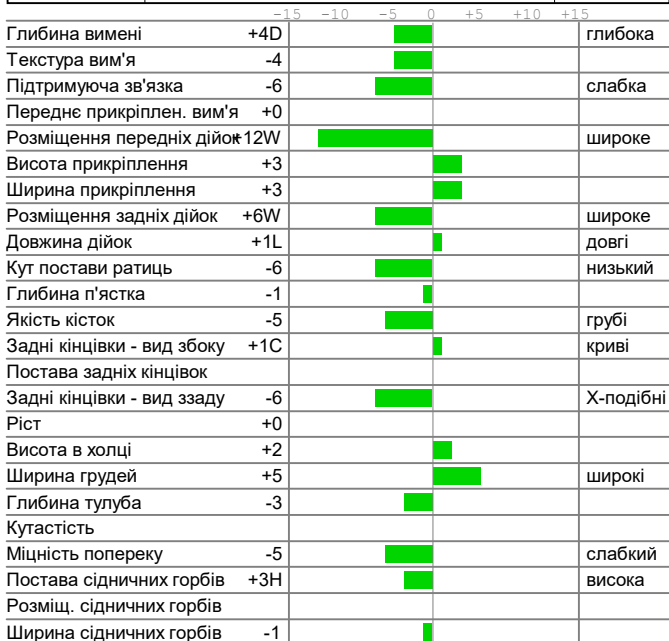 -15 -10 -5 0 +5 +10 +15
Глибина вимені +4D глибока
Текстура вим'я -4
Підтримуюча зв'язка -6 слабка
Переднє прикріплен. вим'я +0
Розміщення передніх дійок +12W широке
Висота прикріплення +3
Ширина прикріплення +3
Розміщення задніх дійок +6W широке
Довжина дійок +1L довгі
Кут постави ратиць -6 низький
Глибина п'ястка -1
Якість кісток -5 грубі
Задні кінцівки - вид збоку +1C криві
Постава задніх кінцівок
Задні кінцівки - вид ззаду -6 Х-подібні
Ріст +0
Висота в холці +2
Ширина грудей +5 широкі
Глибина тулуба -3
Кутастість
Міцність попереку -5 слабкий
Постава сідничних горбів +3H висока
Розміщ. сідничних горбів
Ширина сідничних горбів -1